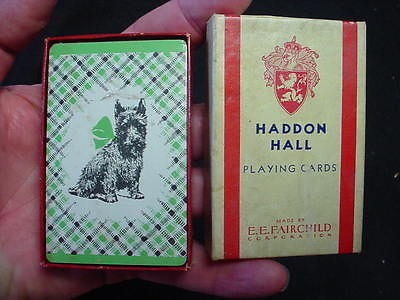 HADDON
HALL
PLAYING CARDS
MADE BY
E.E.FAIRCHILD
CORPORATION